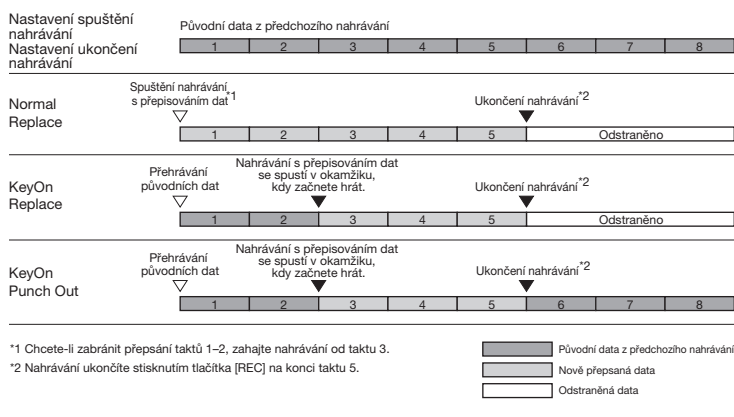 Nastavení spuštění
nahrávání
Nastavení ukončení
nahrávání
Původní data z předchozího nahrávání
1 2 3 4 5 6 7 8
Normal
Replace
Spuštění nahrávání
s přepisováním dat*1
Ukončení nahrávání*2
1 2 3 4 5 Odstraněno
KeyOn
Replace
Přehrávání
původních dat
Nahrávání s přepisováním dat
se spustí v okamžiku,
kdy začnete hrát.
Ukončení nahrávání*2
1 2 3 4 5 Odstraněno
KeyOn
Punch Out
Přehrávání
původních dat
Nahrávání s přepisováním dat
se spustí v okamžiku,
kdy začnete hrát.
Ukončení nahrávání*2
1 2 3 4 5 6 7 8
*1 Chcete-li zabránit přepsání taktů 1–2, zahajte nahrávání od taktu 3.
*2 Nahrávání ukončíte stisknutím tlačítka [REC] na konci taktu 5.
Původní data z předchozího nahrávání
Nově přepsaná data
Odstraněná data